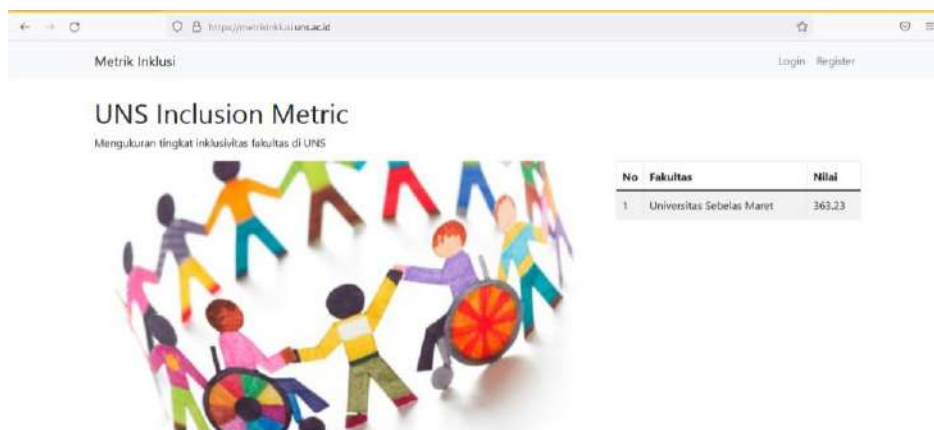 https://metrikinklusi.uns.ac.id
Metrik Inklusi
Login Register
UNS Inclusion Metric
Mengukuran tingkat inklusivitas fakultas di UNS
No Fakultas Nilai
1 Universitas Sebelas Maret 363.23